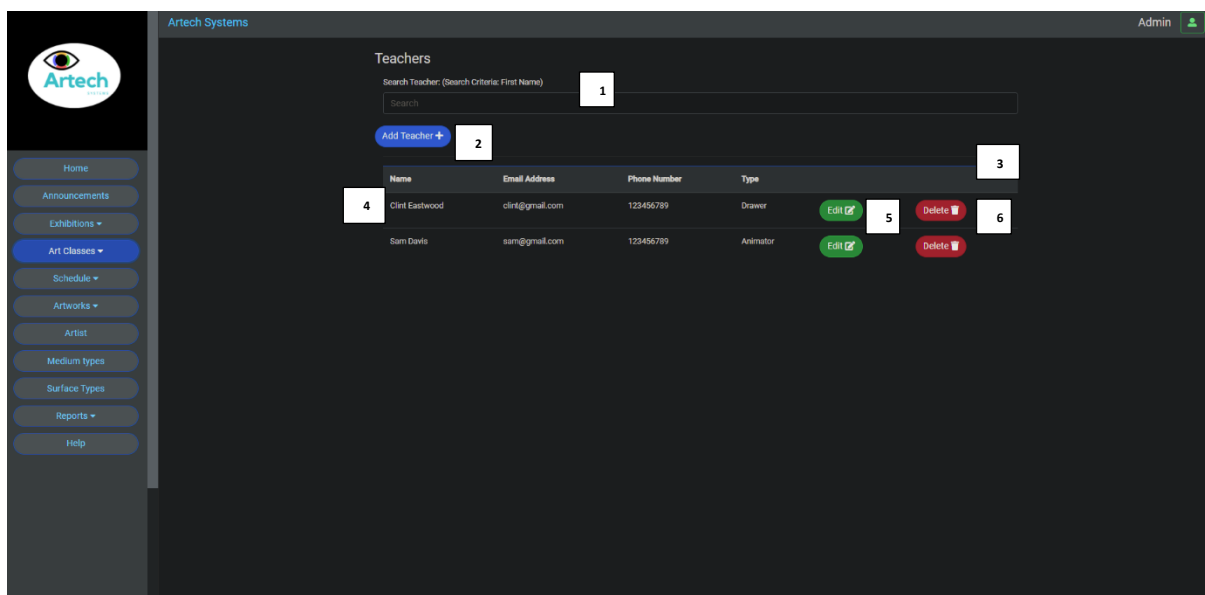 Artech Systems
Admin
Artech
SYSTEMS
Home
Announcements
Exhibitions
Art Classes
Schedule
Artworks
Artist
Medium types
Surface Types
Reports
Help
Teachers
Search Teacher: (Search Criteria: First Name)
1
Search
Add Teacher
2
3
Name Email Address Phone Number Type
4 Clint Eastwood clint@gmail.com 123456789 Drawer Edit 5 Delete 6
Sam Davis sam@gmail.com 123456789 Animator Edit Delete